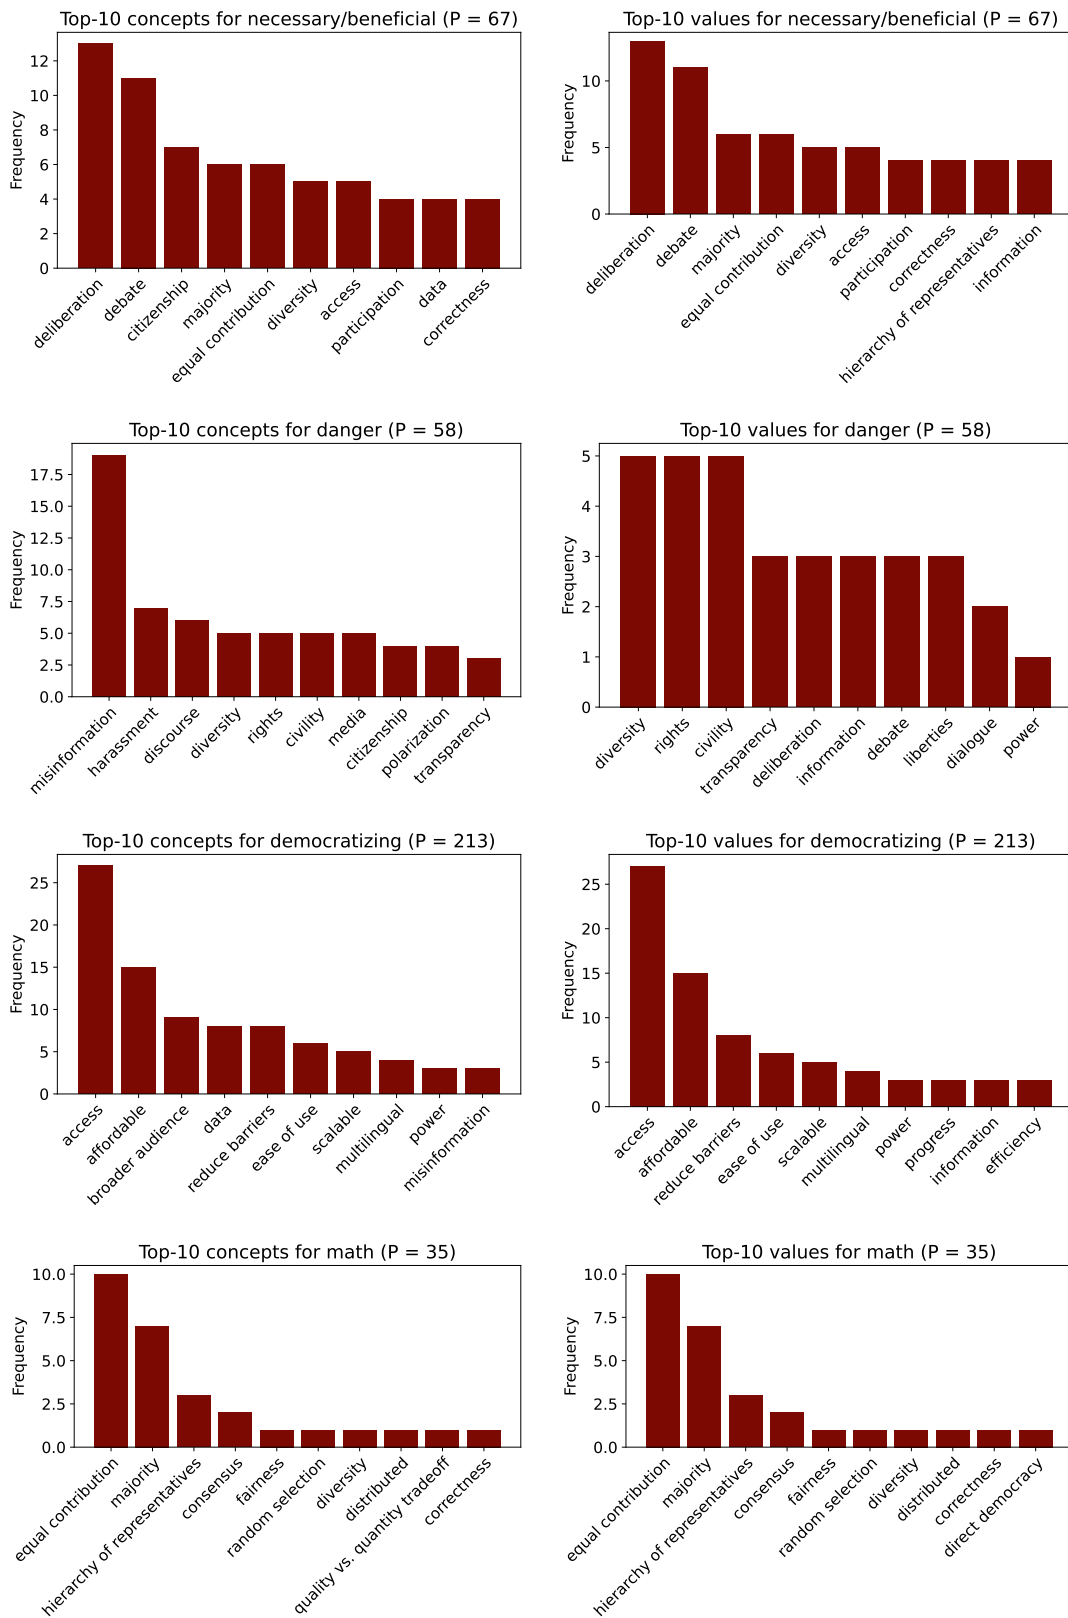 Top-10 concepts for necessary/beneficial (P = 67)
Frequency
12
10
8
6
4
2
0
deliberation
debate
citizenship
majority
equal contribution
diversity
access
participation
data
correctness
Top-10 values for necessary/beneficial (P = 67)
Frequency
10
5
0
deliberation
debate
majority
equal contribution
diversity
access
participation
correctness
hierarchy of representatives
information
Top-10 concepts for danger (P = 58)
Frequency
17.5
15.0
12.5
10.0
7.5
5.0
2.5
0.0
misinformation
harassment
discourse
diversity
rights
civility
media
citizenship
polarization
transparency
Top-10 values for danger (P = 58)
Frequency
5
4
3
2
1
0
diversity
rights
civility
transparency
deliberation
information
debate
liberties
dialogue
power
Top-10 concepts for democratizing (P = 213)
Frequency
25
20
15
10
5
0
access
affordable
broader audience
data
reduce barriers
ease of use
scalable
multilingual
power
misinformation
Top-10 values for democratizing (P = 213)
Frequency
25
20
15
10
5
0
access
affordable
reduce barriers
ease of use
scalable
multilingual
power
progress
information
efficiency
Top-10 concepts for math (P = 35)
Frequency
10.0
7.5
5.0
2.5
0.0
equal contribution
majority
hierarchy of representatives
consensus
fairness
random selection
diversity
distributed
quality vs. quantity tradeoff
correctness
Top-10 values for math (P = 35)
Frequency
10.0
7.5
5.0
2.5
0.0
equal contribution
majority
hierarchy of representatives
consensus
fairness
random selection
diversity
distributed
correctness
direct democracy